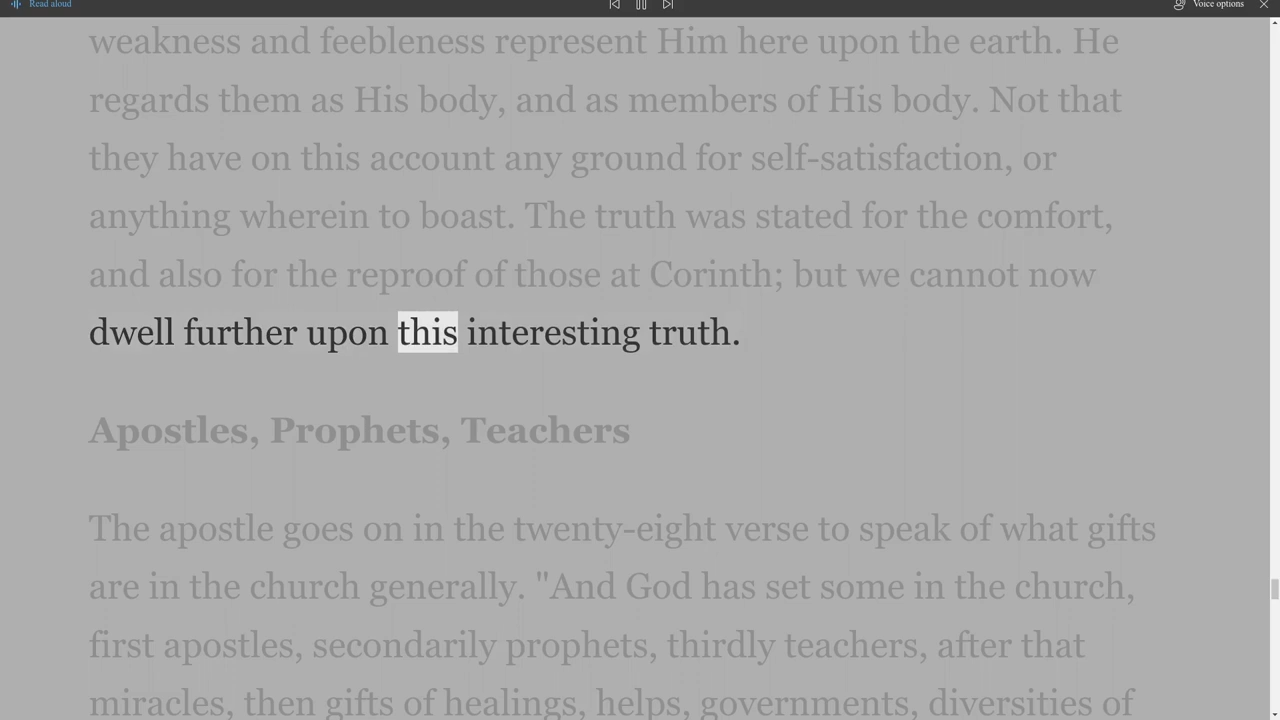 Read aloud
Voice options
weakness and feebleness represent Him here upon the earth. He
regards them as His body, and as members of His body. Not that
they have on this account any ground for self-satisfaction, or
anything wherein to boast. The truth was stated for the comfort,
and also for the reproof of those at Corinth; but we cannot now
dwell further upon this interesting truth.
Apostles, Prophets, Teachers
The apostle goes on in the twenty-eight verse to speak of what gifts
are in the church generally. "And God has set some in the church,
first apostles, secondarily prophets, thirdly teachers, after that
miracles, then gifts of healings, helps, governments, diversities of